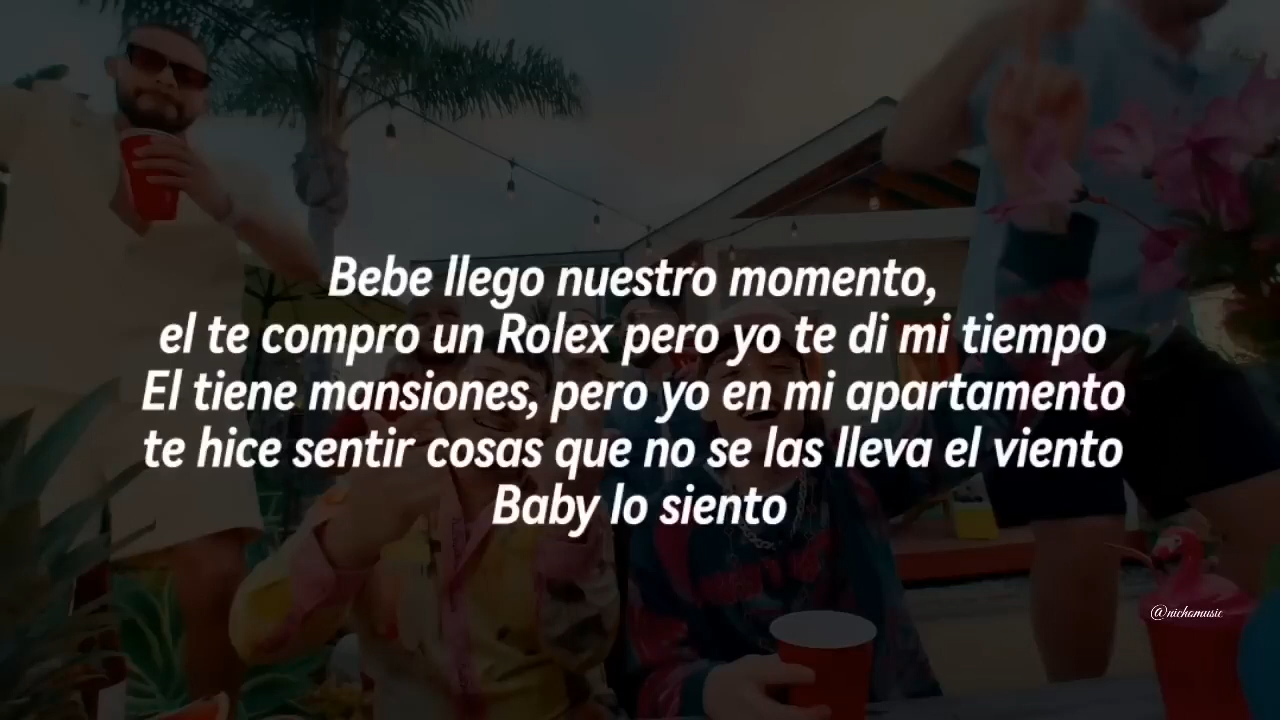 Bebe llego nuestro momento,
el te compro un Rolex pero yo te di mi tiempo
El tiene mansiones, pero yo en mi apartamento
te hice sentir cosas que no se las lleva el viento
Baby lo siento
@nichomusic